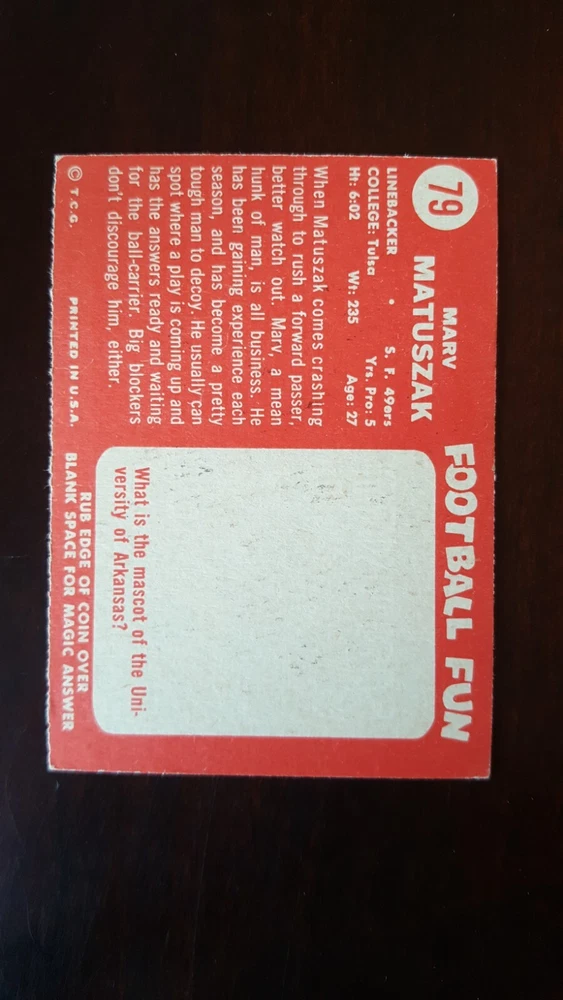 79
MARV
MATUSZAK
LINEBACKER • S. F. 49ers
COLLEGE: Tulsa Yrs. Pro: 5
Ht: 6:02 Wt: 235 Age: 27
When Matuszak comes crashing
through to rush a forward passer,
better watch out. Marv, a mean
hunk of man, is all business. He
has been gaining experience each
season, and has become a pretty
tough man to decoy. He usually can
spot where a play is coming up and
has the answers ready and waiting
for the ball-carrier. Big blockers
don't discourage him, either.
© T.C.G. PRINTED IN U.S.A.
FOOTBALL FUN
What is the mascot of the Uni-
versity of Arkansas?
RUB EDGE OF COIN OVER
BLANK SPACE FOR MAGIC ANSWER